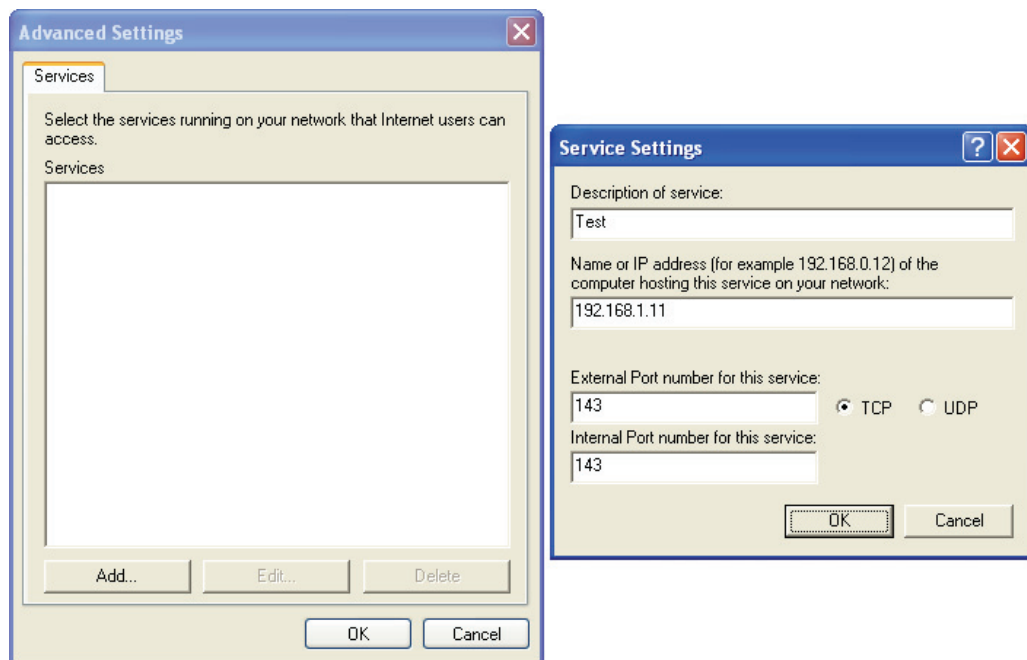 Advanced Settings
Services
Select the services running on your network that Internet users can
access.
Services
Add...
Edit...
Delete
OK
Cancel
Service Settings
Description of service:
Test
Name or IP address (for example 192.168.0.12) of the
computer hosting this service on your network:
192.168.1.11
External Port number for this service:
143
TCP
UDP
Internal Port number for this service:
143
OK
Cancel